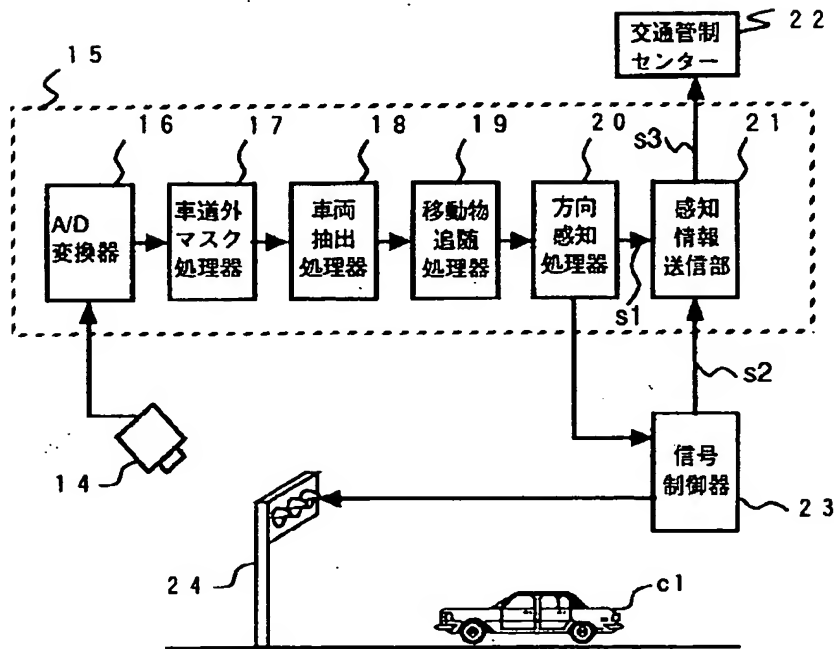 22
交通管制
センター
15
16
17
18
19
20
s3
21
A/D
変換器
車道外
マスク
処理器
車両
抽出
処理器
移動物
追随
処理器
方向
感知
処理器
感知
情報
送信部
s1
s2
14
信号
制御器
23
24
c1